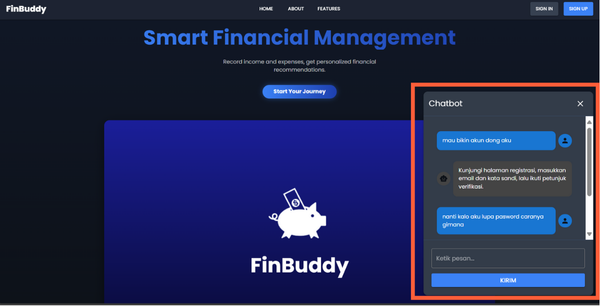 FinBuddy
HOME ABOUT FEATURES
SIGN IN SIGN UP
Smart Financial Management
Record income and expenses, get personalized financial
recommendations.
Start Your Journey
FinBuddy
Chatbot
mau bikin akun dong aku
Kunjungi halaman registrasi, masukkan
email dan kata sandi, lalu ikuti petunjuk
verifikasi.
nanti kalo aku lupa pasword caranya
gimana
Ketik pesan...
KIRIM